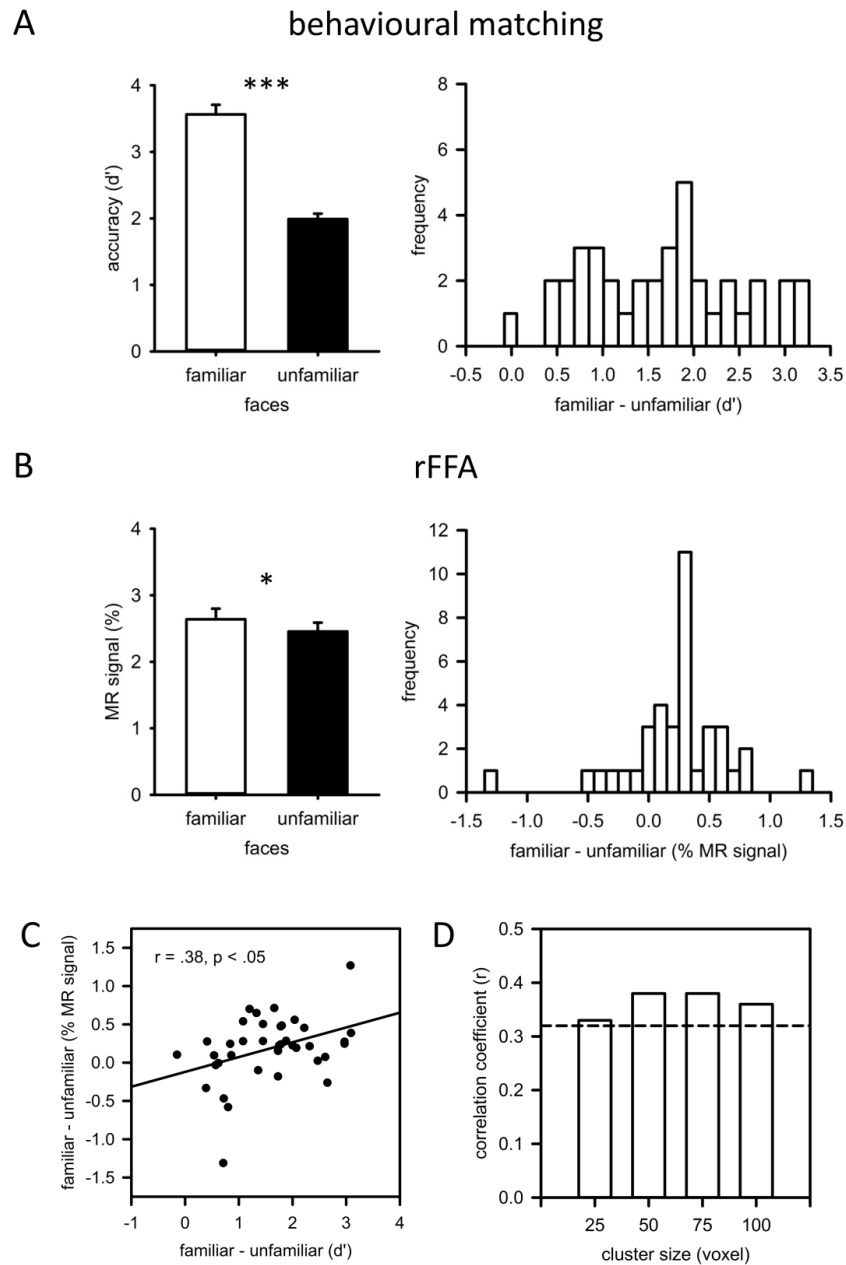 A
behavioural matching
accuracy (d')
4
3
2
1
0
***
familiar unfamiliar
faces
frequency
8
6
4
2
0
-0.5 0.0 0.5 1.0 1.5 2.0 2.5 3.0 3.5
familiar - unfamiliar (d')
B
rFFA
MR signal (%)
4
3
2
1
0
*
familiar unfamiliar
faces
frequency
12
10
8
6
4
2
0
-1.5 -1.0 -0.5 0.0 0.5 1.0 1.5
familiar - unfamiliar (% MR signal)
C
familiar - unfamiliar (% MR signal)
1.5
1.0
0.5
0.0
-0.5
-1.0
-1.5
r = .38, p < .05
-1 0 1 2 3 4
familiar - unfamiliar (d')
D
correlation coefficient (r)
0.5
0.4
0.3
0.2
0.1
0.0
25 50 75 100
cluster size (voxel)